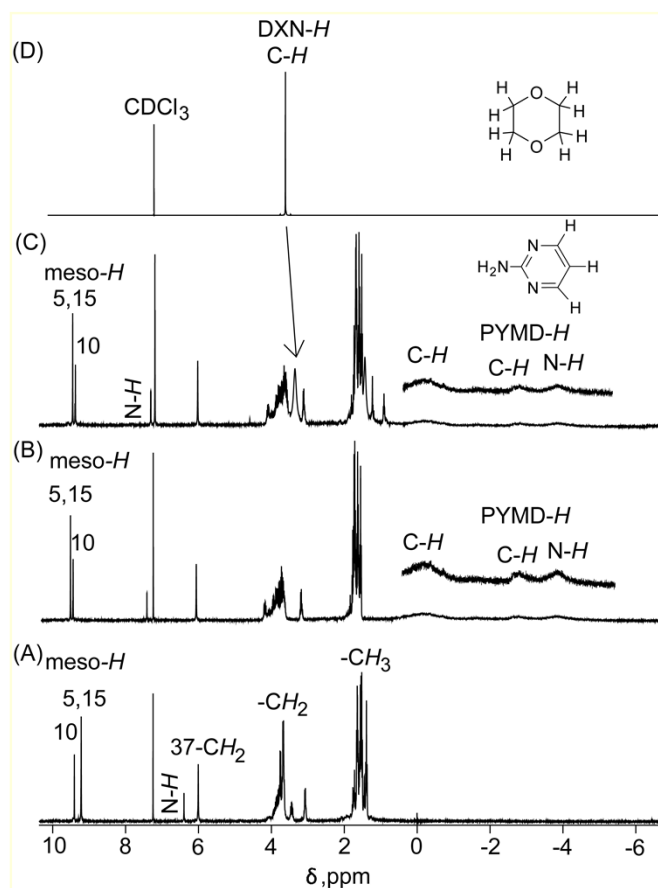 (D)
DXN-H
C-H
CDCl3
H H O H H
H H O H H
(C)
meso-H
5,15
10
N-H
H2N N N H H H
PYMD-H
C-H C-H N-H
(B)
meso-H
5,15
10
PYMD-H
C-H C-H N-H
(A)
meso-H
5,15
10
N-H
37-CH2
-CH2
-CH3
10 8 6 4 2 0 -2 -4 -6
δ,ppm